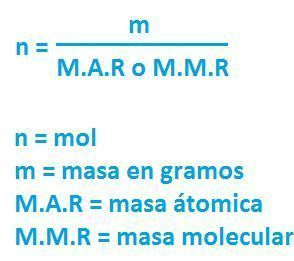 n = m
M.A.R o M.M.R
n = mol
m = masa en gramos
M.A.R = masa átomica
M.M.R = masa molecular